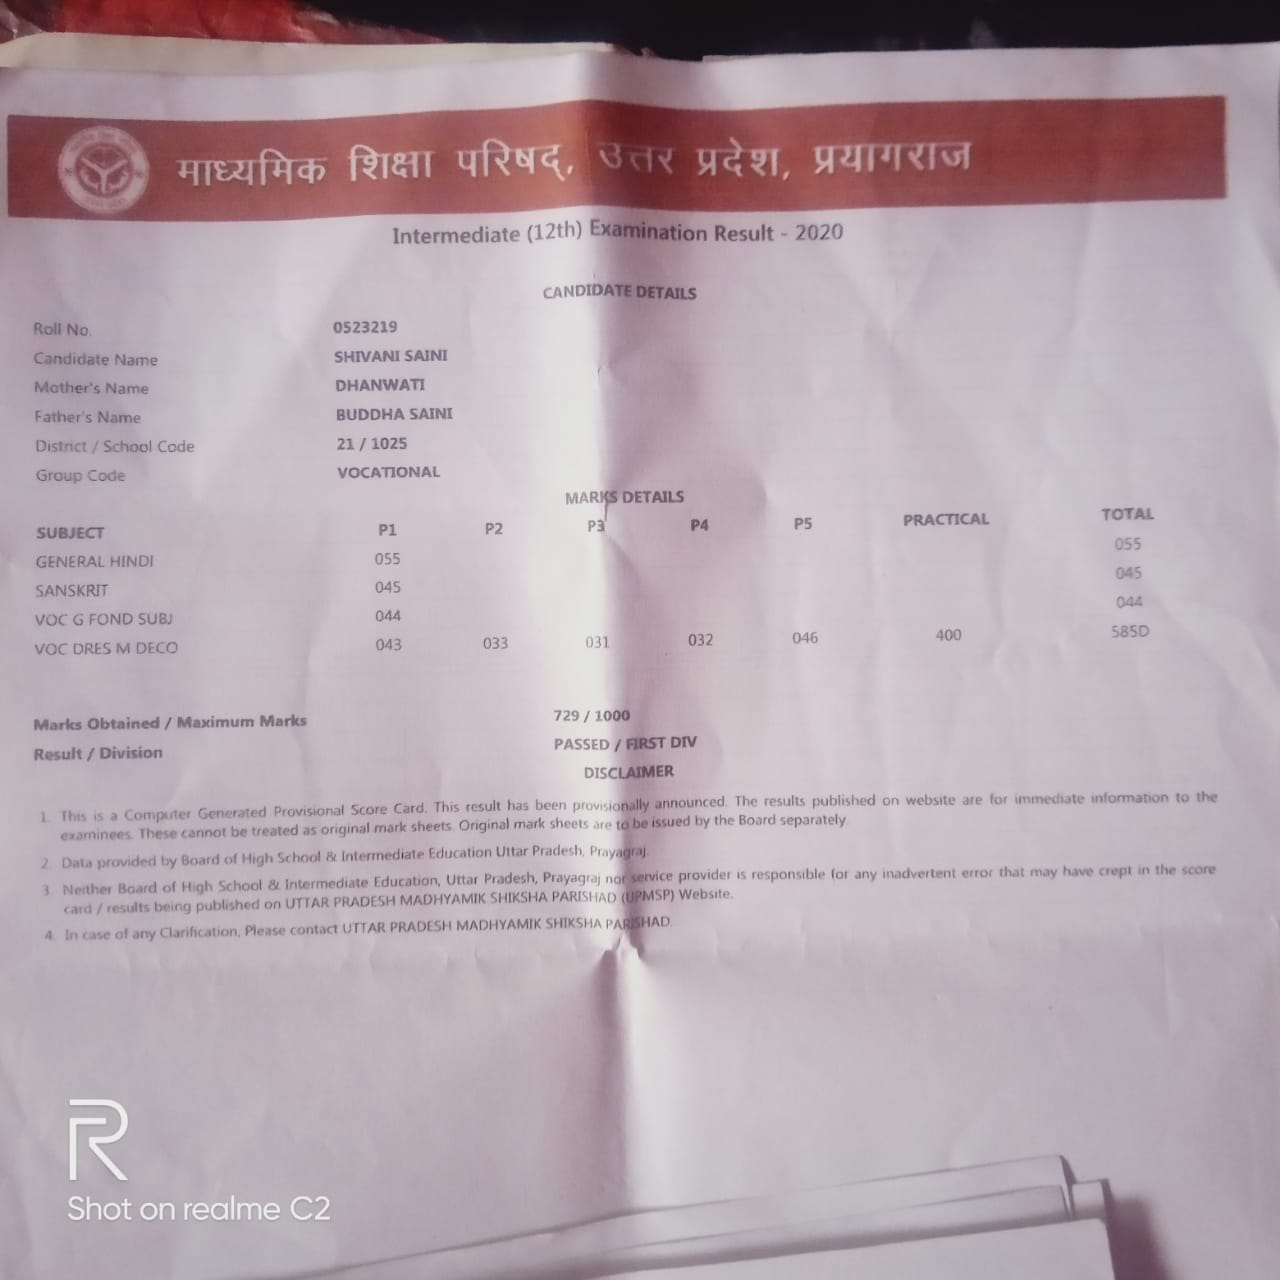 माध्यमिक शिक्षा परिषद्, उत्तर प्रदेश, प्रयागराज
Intermediate (12th) Examination Result - 2020
CANDIDATE DETAILS
Roll No. 0523219
Candidate Name SHIVANI SAINI
Mother's Name DHANWATI
Father's Name BUDDHA SAINI
District / School Code 21 / 1025
Group Code VOCATIONAL
MARKS DETAILS
SUBJECT P1 P2 P3 P4 P5 PRACTICAL TOTAL
GENERAL HINDI 055 055
SANSKRIT 045 045
VOC G FOND SUBJ 044 044
VOC DRES M DECO 043 033 031 032 046 400 585D
Marks Obtained / Maximum Marks 729 / 1000
Result / Division PASSED / FIRST DIV
DISCLAIMER
1. This is a Computer Generated Provisional Score Card. This result has been provisionally announced. The results published on website are for immediate information to the
examinees. These cannot be treated as original mark sheets. Original mark sheets are to be issued by the Board separately.
2. Data provided by Board of High School & Intermediate Education Uttar Pradesh, Prayagraj.
3. Neither Board of High School & Intermediate Education, Uttar Pradesh, Prayagraj nor service provider is responsible for any inadvertent error that may have crept in the score
card / results being published on UTTAR PRADESH MADHYAMIK SHIKSHA PARISHAD (UPMSP) Website.
4. In case of any Clarification, Please contact UTTAR PRADESH MADHYAMIK SHIKSHA PARISHAD.
R
Shot on realme C2